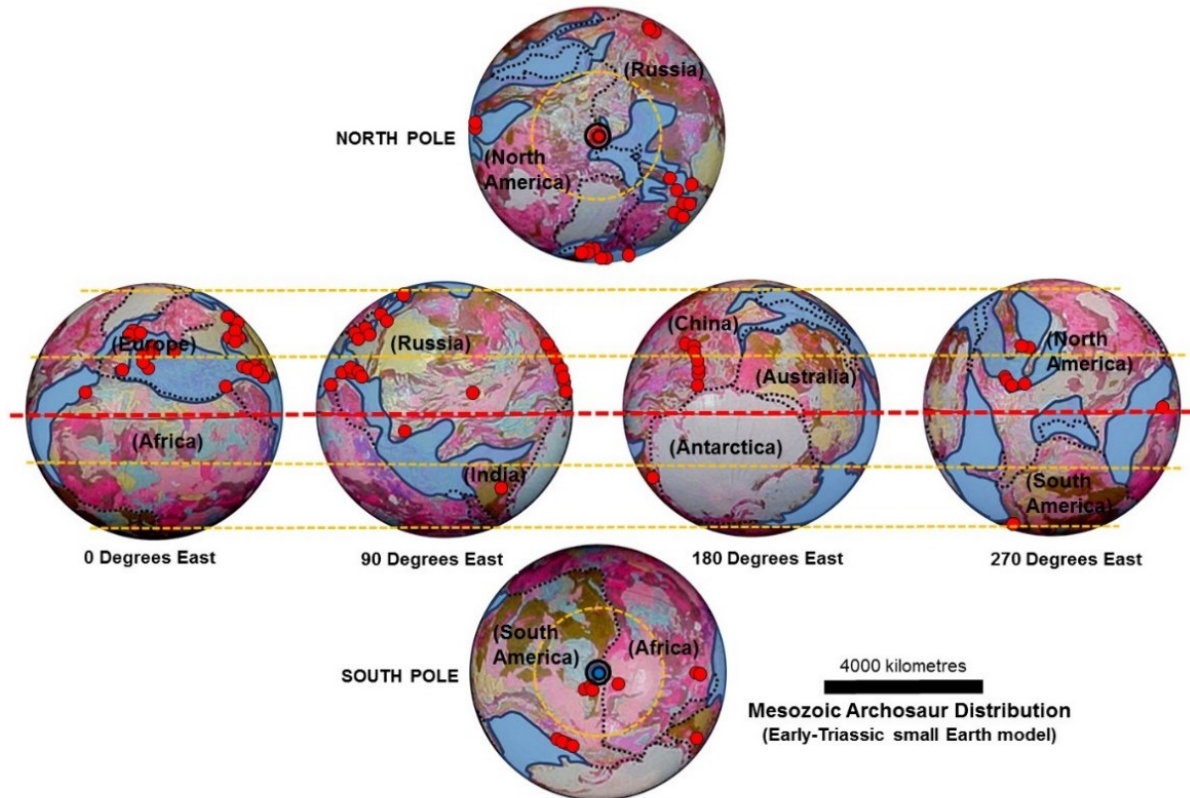 (Russia)
NORTH POLE
(North
America)
(Europe)
(Africa)
(Russia)
(India)
(China)
(Australia)
(Antarctica)
(North
America)
(South
America)
0 Degrees East
90 Degrees East
180 Degrees East
270 Degrees East
(South
America)
(Africa)
SOUTH POLE
4000 kilometres
Mesozoic Archosaur Distribution
(Early-Triassic small Earth model)